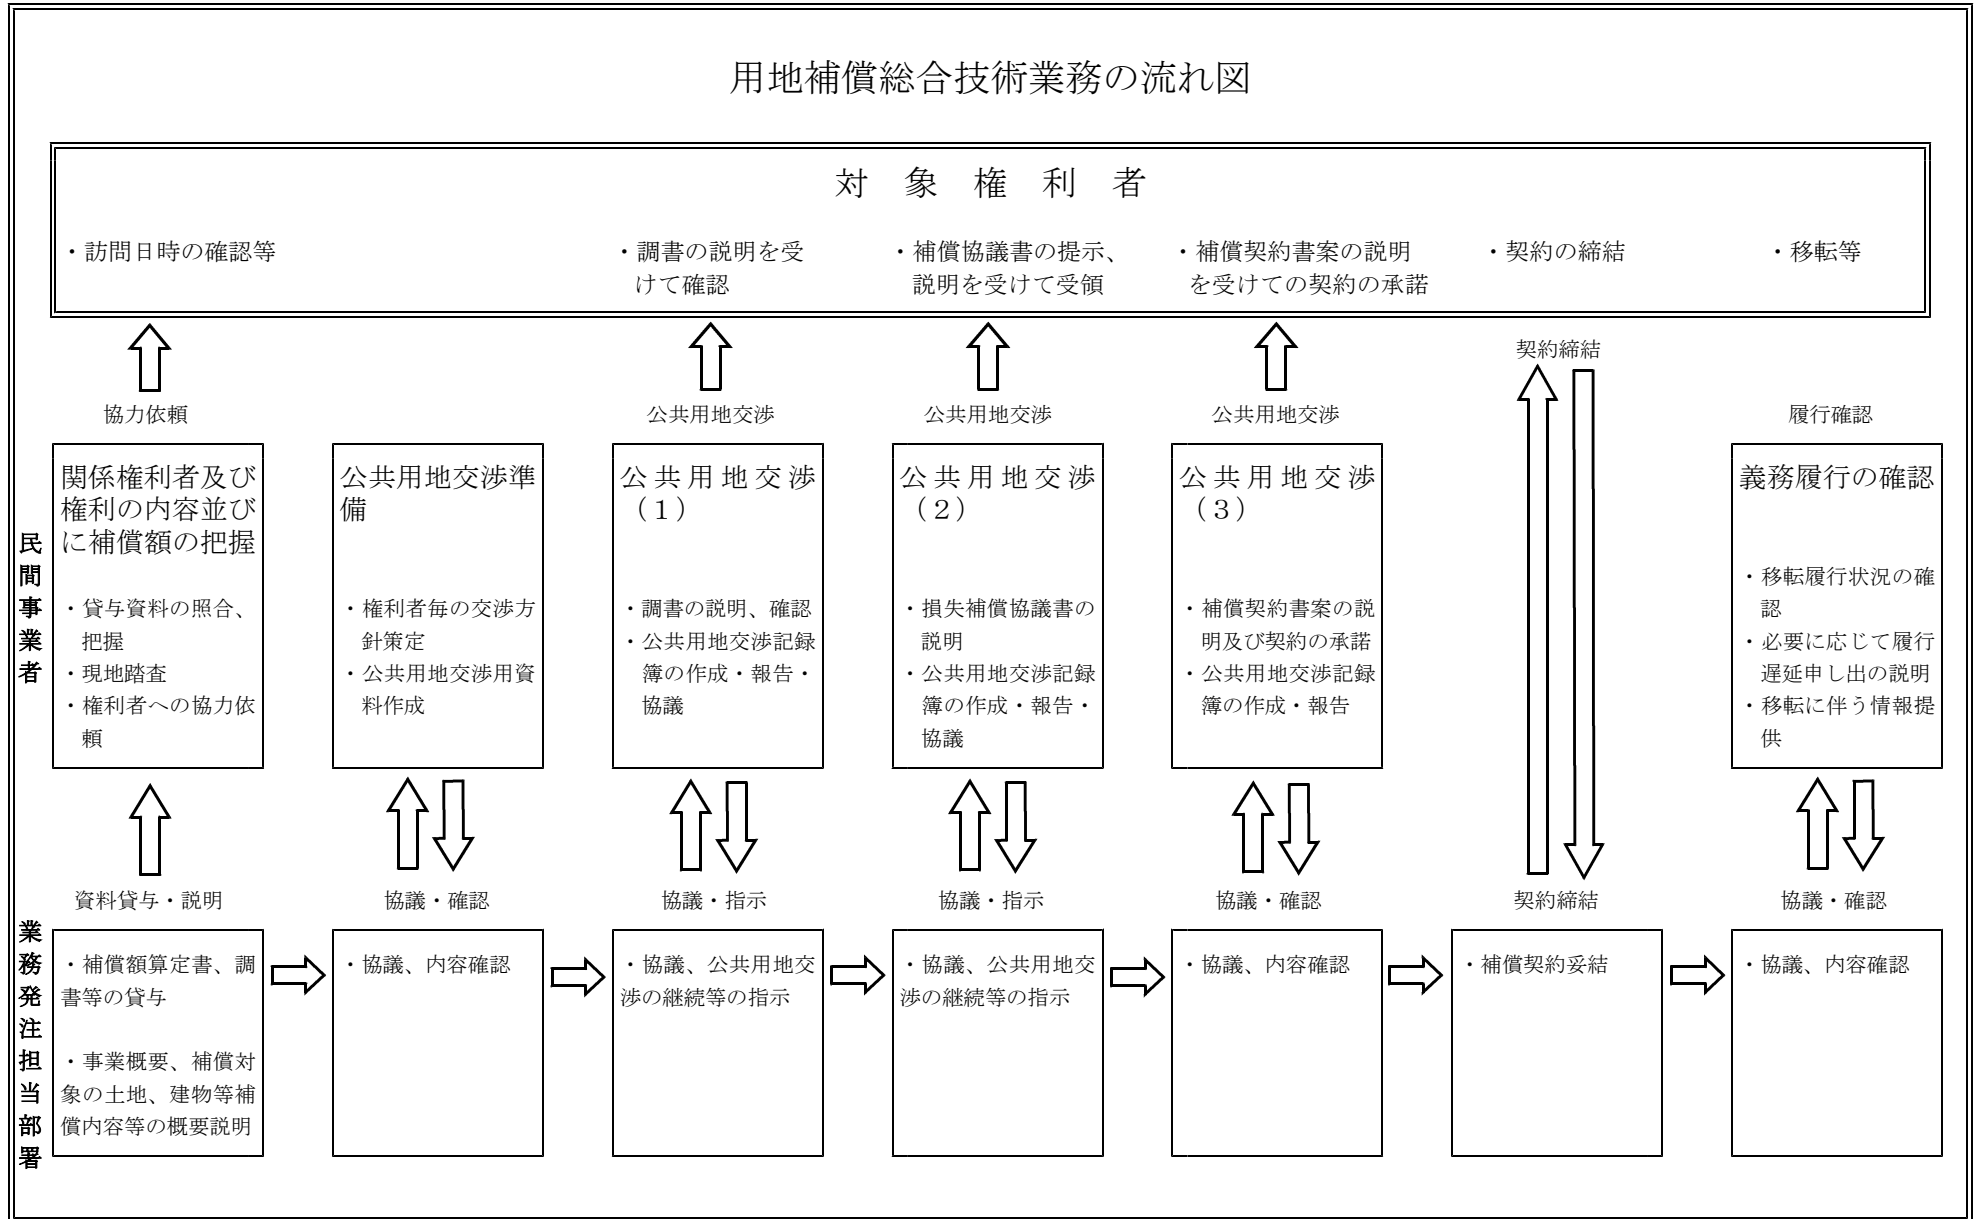 用地補償総合技術業務の流れ図
対象権利者
・訪問日時の確認等
・調書の説明を受
けて確認
・補償協議書の提示、
説明を受けて受領
・補償契約書案の説明
を受けての契約の承諾
・契約の締結
・移転等
協力依頼
公共用地交渉
公共用地交渉
公共用地交渉
契約締結
履行確認
民間事業者
関係権利者及び
権利の内容並び
に補償額の把握
・貸与資料の照合、
把握
・現地踏査
・権利者への協力依
頼
公共用地交渉準
備
・権利者毎の交渉方
針策定
・公共用地交渉用資
料作成
公共用地交渉
（１）
・調書の説明、確認
・公共用地交渉記録
簿の作成・報告・
協議
公共用地交渉
（２）
・損失補償協議書の
説明
・公共用地交渉記録
簿の作成・報告・
協議
公共用地交渉
（３）
・補償契約書案の説
明及び契約の承諾
・公共用地交渉記録
簿の作成・報告
義務履行の確認
・移転履行状況の確
認
・必要に応じて履行
遅延申し出の説明
・移転に伴う情報提
供
資料貸与・説明
協議・確認
協議・指示
協議・指示
協議・確認
契約締結
協議・確認
業務発注担当部署
・補償額算定書、調
書等の貸与
・事業概要、補償対
象の土地、建物等補
償内容等の概要説明
・協議、内容確認
・協議、公共用地交
渉の継続等の指示
・協議、公共用地交
渉の継続等の指示
・協議、内容確認
・補償契約妥結
・協議、内容確認